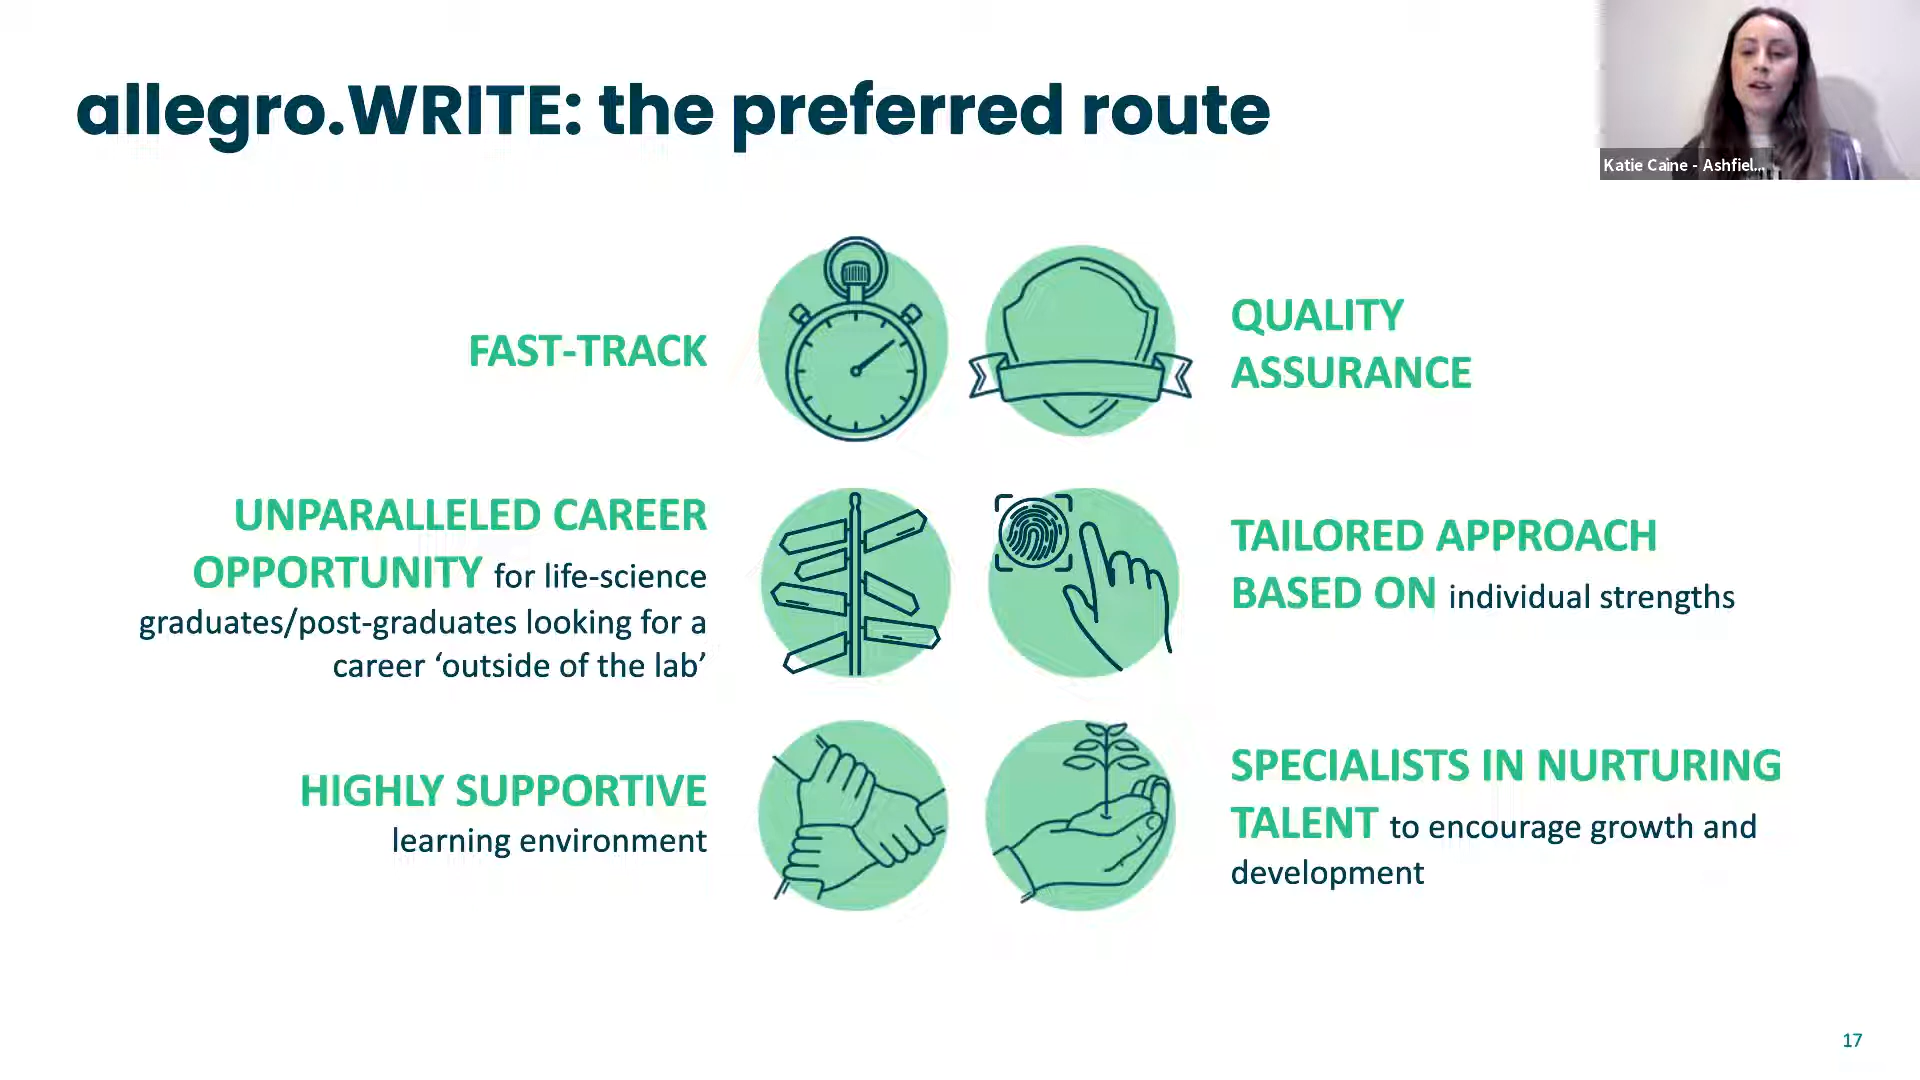 allegro.WRITE: the preferred route
Katie Caine - Ashfiel...
FAST-TRACK
QUALITY
ASSURANCE
UNPARALLELED CAREER
OPPORTUNITY for life-science
graduates/post-graduates looking for a
career ‘outside of the lab’
TAILORED APPROACH
BASED ON individual strengths
HIGHLY SUPPORTIVE
learning environment
SPECIALISTS IN NURTURING
TALENT to encourage growth and
development
17